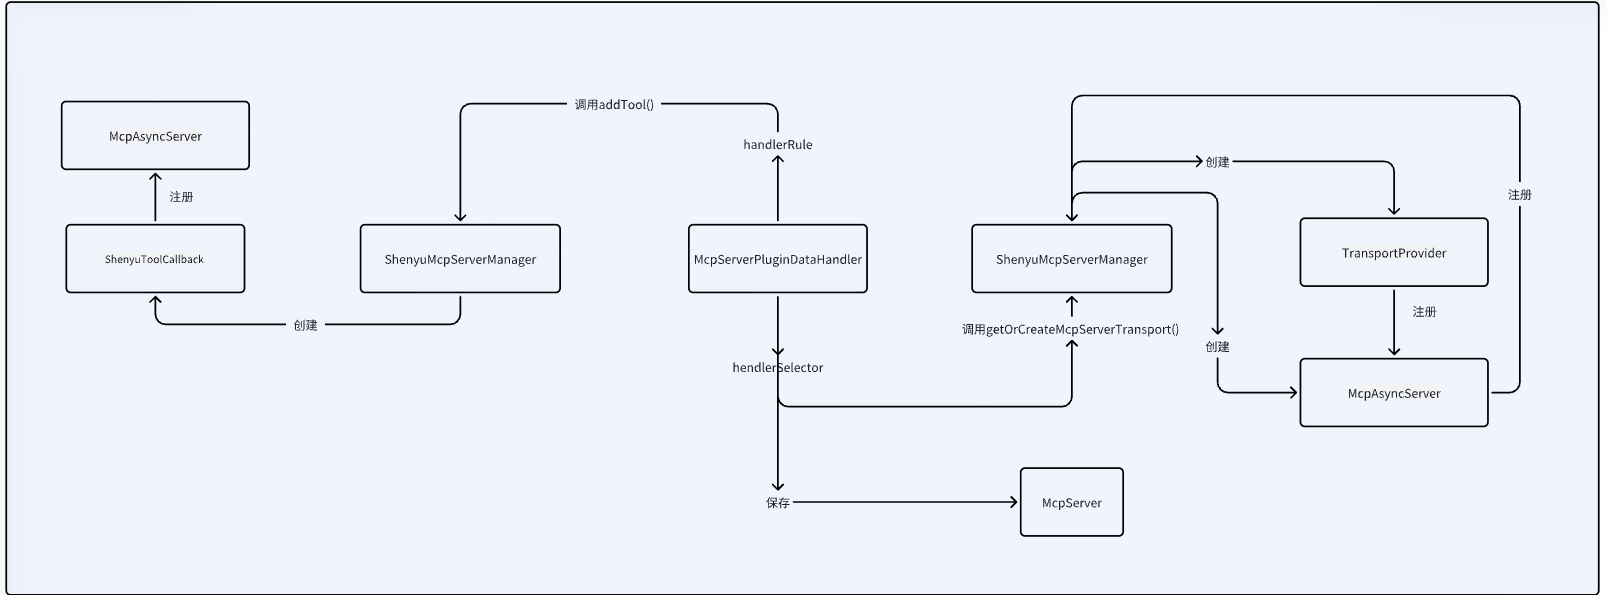 调用addTool()
McpAsyncServer
handlerRule
创建
注册
注册
ShenyuToolCallback
ShenyuMcpServerManager
McpServerPluginDataHandler
ShenyuMcpServerManager
TransportProvider
注册
创建
调用getOrCreateMcpServerTransport()
创建
hendlerSelector
McpAsyncServer
保存
McpServer